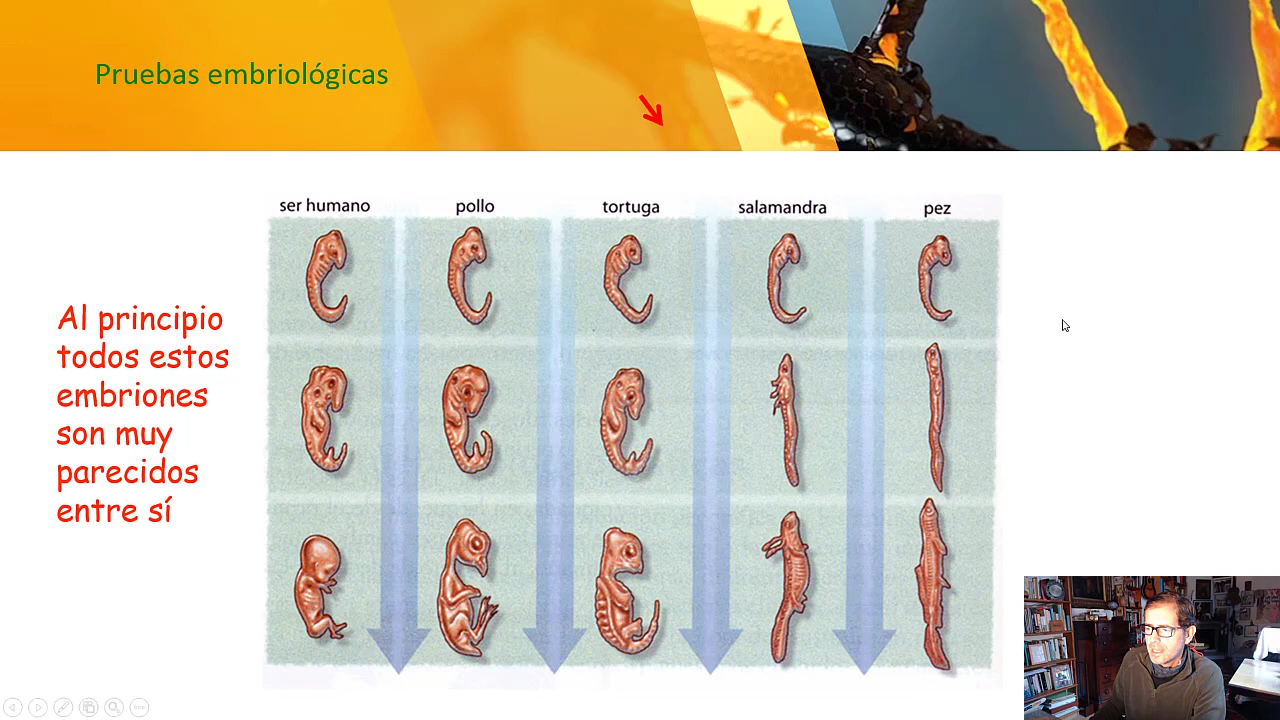 Pruebas embriológicas
ser humano
pollo
tortuga
salamandra
pez
Al principio
todos estos
embriones
son muy
parecidos
entre sí